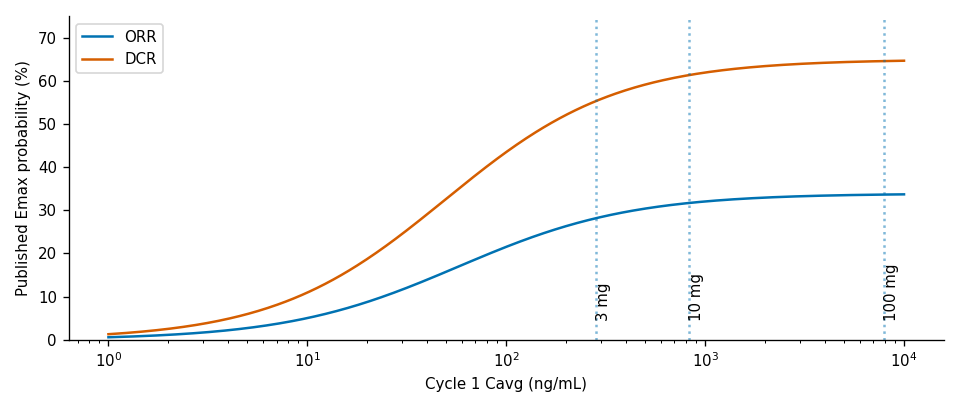 ORR
DCR
Published Emax probability (%)
70
60
50
40
30
20
10
0
3 mg
10 mg
100 mg
10⁰
10¹
10²
10³
10⁴
Cycle 1 Cavg (ng/mL)